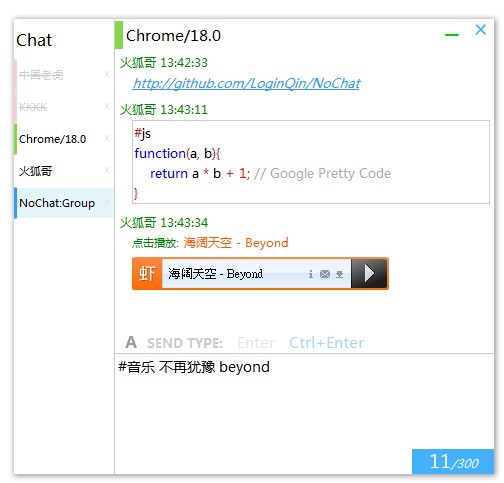 Chat
中国老虎 ×
KKKK ×
Chrome/18.0 ×
火狐哥 ×
NoChat:Group ×
Chrome/18.0
火狐哥 13:42:33
http://github.com/LoginQin/NoChat
火狐哥 13:43:11
#js
function(a, b){
return a * b + 1; // Google Pretty Code
}
火狐哥 13:43:34
点击播放: 海阔天空 - Beyond
虾 海阔天空 - Beyond
A SEND TYPE: Enter Ctrl+Enter
#音乐 不再犹豫 beyond
11/300